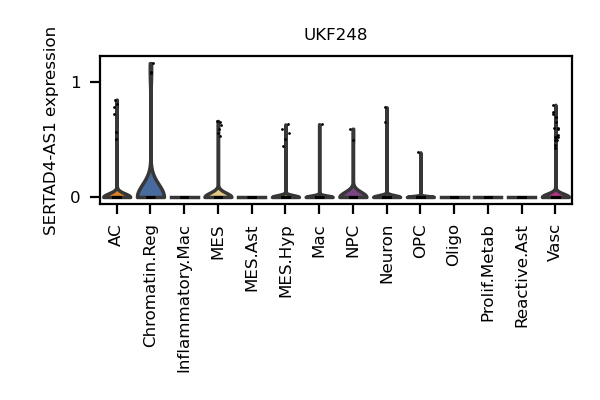 UKF248
SERTAD4-AS1 expression
1
0
AC
Chromatin.Reg
Inflammatory.Mac
MES
MES.Ast
MES.Hyp
Mac
NPC
Neuron
OPC
Oligo
Prolif.Metab
Reactive.Ast
Vasc